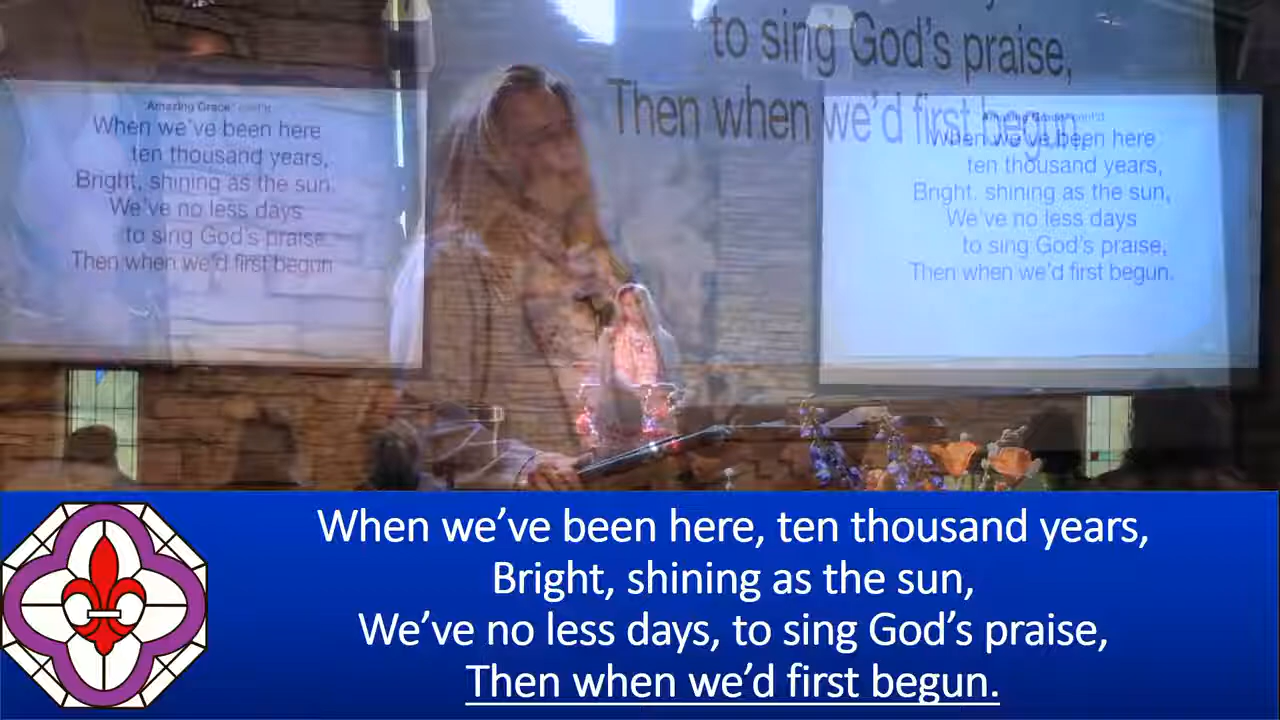 to sing God's praise,
Then when we'd first begun.
"Amazing Grace" cont'd
When we've been here
ten thousand years,
Bright, shining as the sun.
We've no less days
to sing God's praise
Then when we'd first begun
"Amazing Grace" cont'd
When we've been here
ten thousand years,
Bright. shining as the sun,
We've no less days
to sing God's praise,
Then when we'd first begun.
When we've been here, ten thousand years,
Bright, shining as the sun,
We've no less days, to sing God's praise,
Then when we'd first begun.